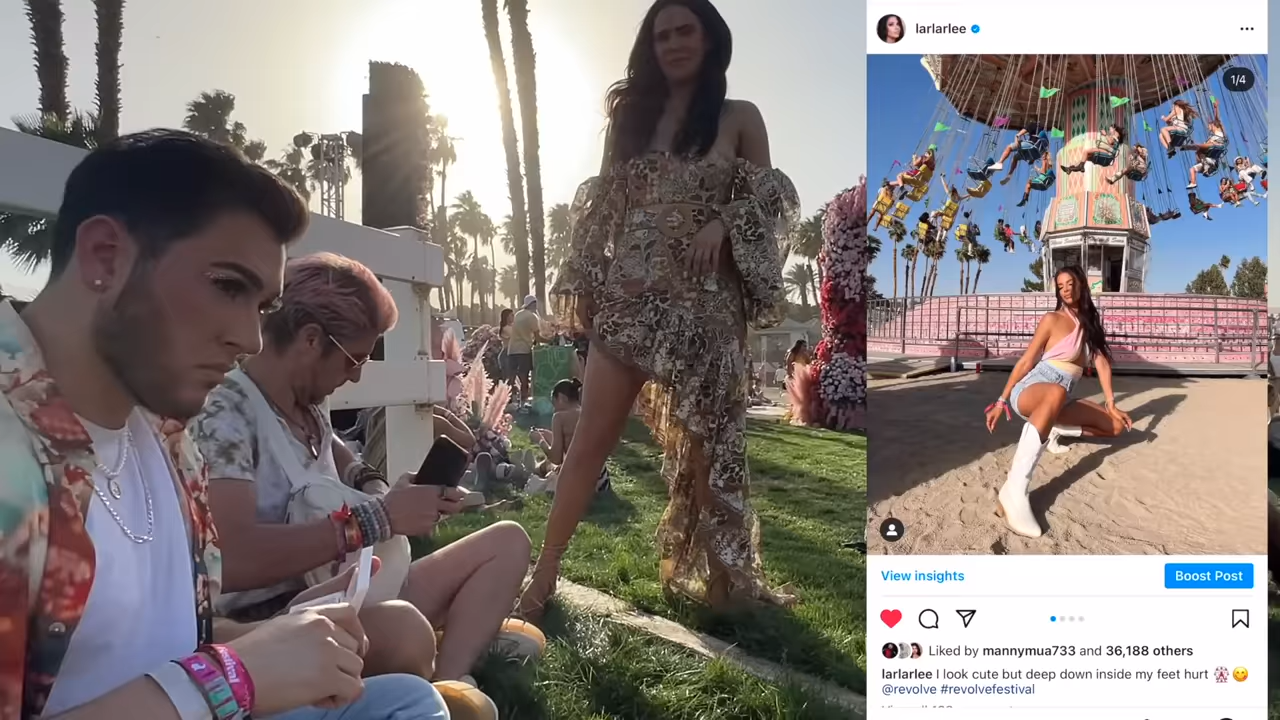 larlarlee
1/4
View insights
Boost Post
Liked by mannymua733 and 36,188 others
larlarlee I look cute but deep down inside my feet hurt 🎡😋
@revolve #revolvefestival